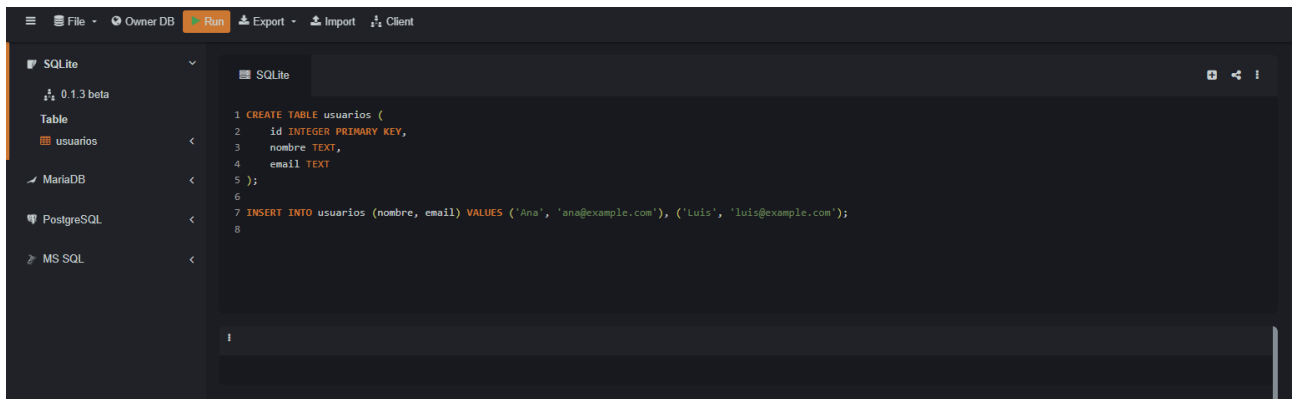 File Owner DB Run Export Import Client
SQLite
0.1.3 beta
Table
usuarios
MariaDB
PostgreSQL
MS SQL
SQLite
1 CREATE TABLE usuarios (
2 id INTEGER PRIMARY KEY,
3 nombre TEXT,
4 email TEXT
5 );
6
7 INSERT INTO usuarios (nombre, email) VALUES ('Ana', 'ana@example.com'), ('Luis', 'luis@example.com');
8